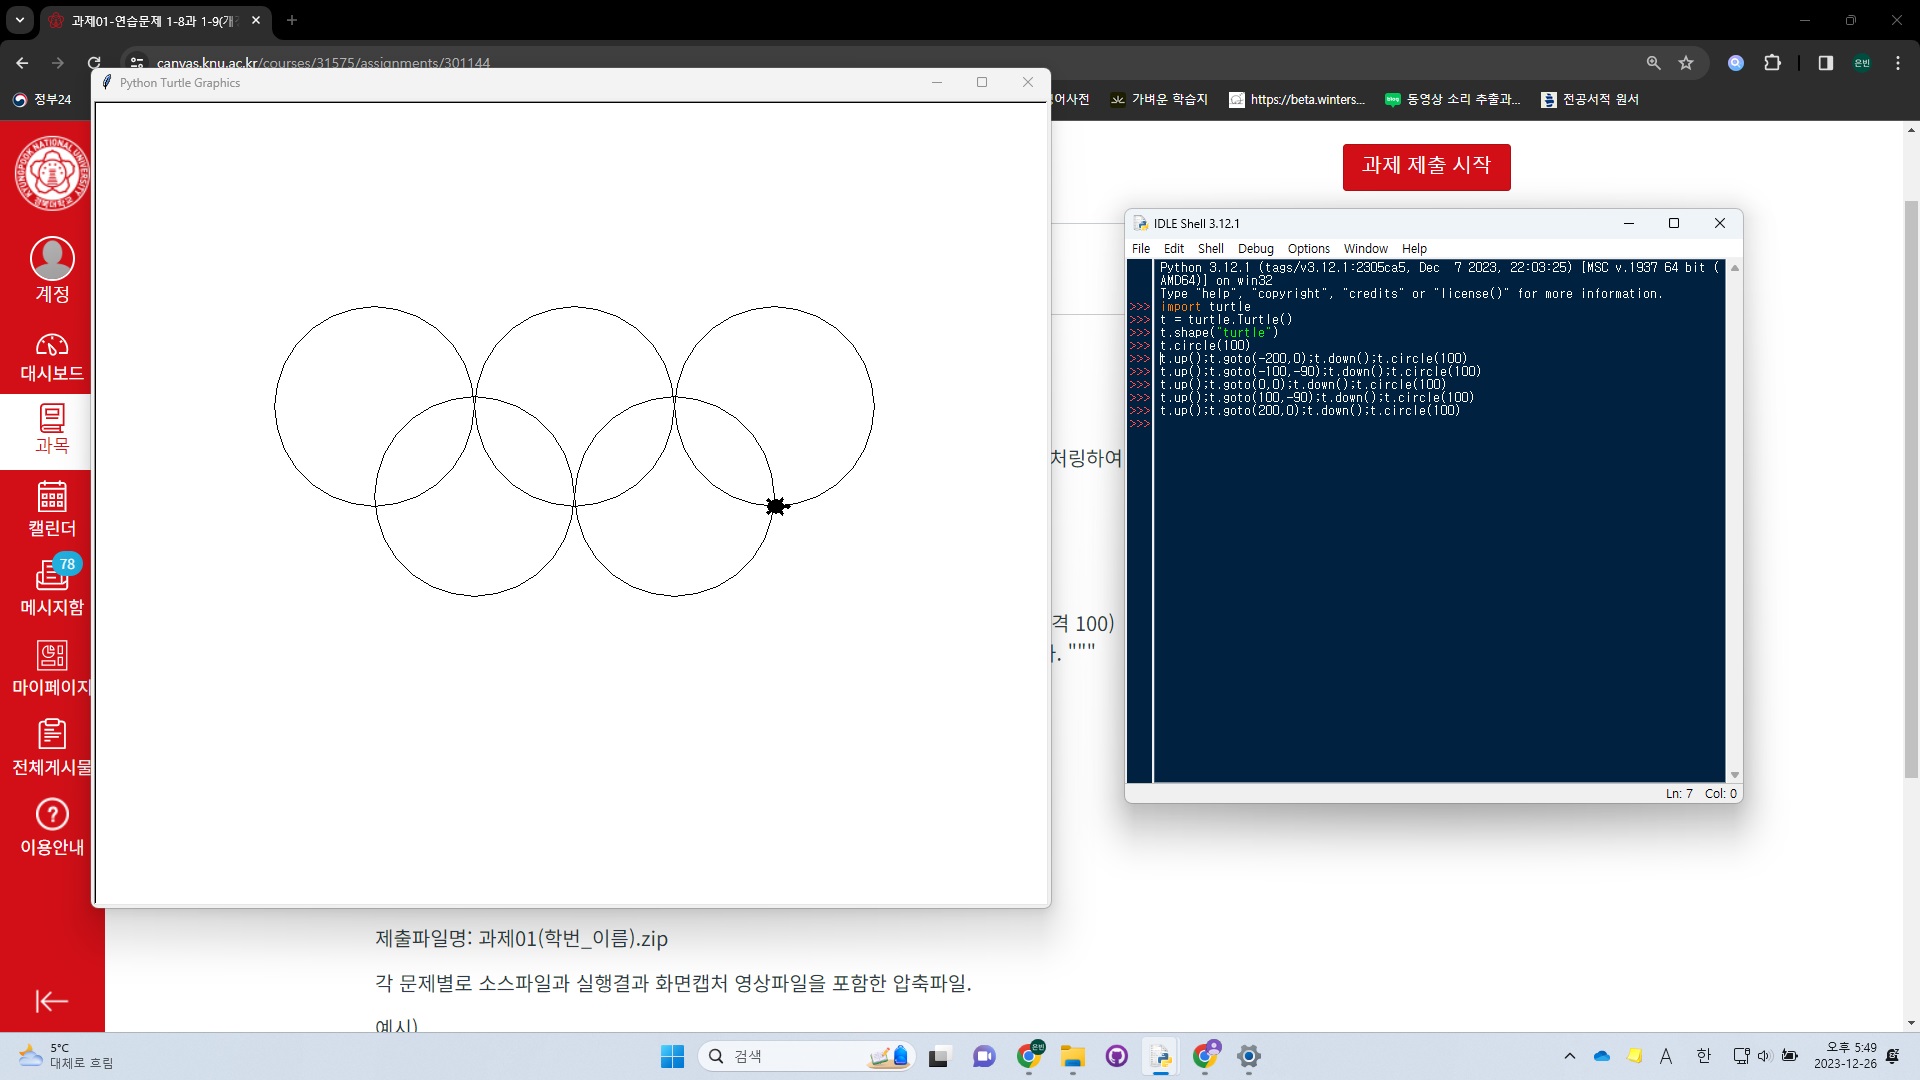 과제01-연습문제 1-8과 1-9(개
canvas.knu.ac.kr/courses/31575/assignments/301144
은빈
정부24
어사전
가벼운 학습지
https://beta.winters...
동영상 소리 추출과...
전공서적 원서
Python Turtle Graphics
KYUNGPOOK NATIONAL UNIVERSITY
경북대학교
계정
대시보드
과목
캘린더
78
메시지함
마이페이지
전체게시물
이용안내
과제 제출 시작
처링하여
격 100)
. """
IDLE Shell 3.12.1
File Edit Shell Debug Options Window Help
Python 3.12.1 (tags/v3.12.1:2305ca5, Dec  7 2023, 22:03:25) [MSC v.1937 64 bit (
AMD64)] on win32
Type "help", "copyright", "credits" or "license()" for more information.
>>> import turtle
>>> t = turtle.Turtle()
>>> t.shape("turtle")
>>> t.circle(100)
>>> t.up();t.goto(-200,0);t.down();t.circle(100)
>>> t.up();t.goto(-100,-90);t.down();t.circle(100)
>>> t.up();t.goto(0,0);t.down();t.circle(100)
>>> t.up();t.goto(100,-90);t.down();t.circle(100)
>>> t.up();t.goto(200,0);t.down();t.circle(100)
>>>
Ln: 7 Col: 0
제출파일명: 과제01(학번_이름).zip
각 문제별로 소스파일과 실행결과 화면캡처 영상파일을 포함한 압축파일.
예시)
5°C
대체로 흐림
검색
은빈
A
한
오후 5:49
2023-12-26